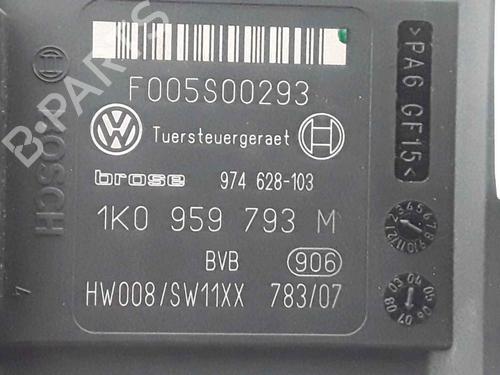 F005S00293
Tuersteuergeraet
brose 974 628-103
1K0 959 793 M
BVB 906
HW008/SW11XX 783/07
>PA6 GF15<
BOSCH
B-PARTS